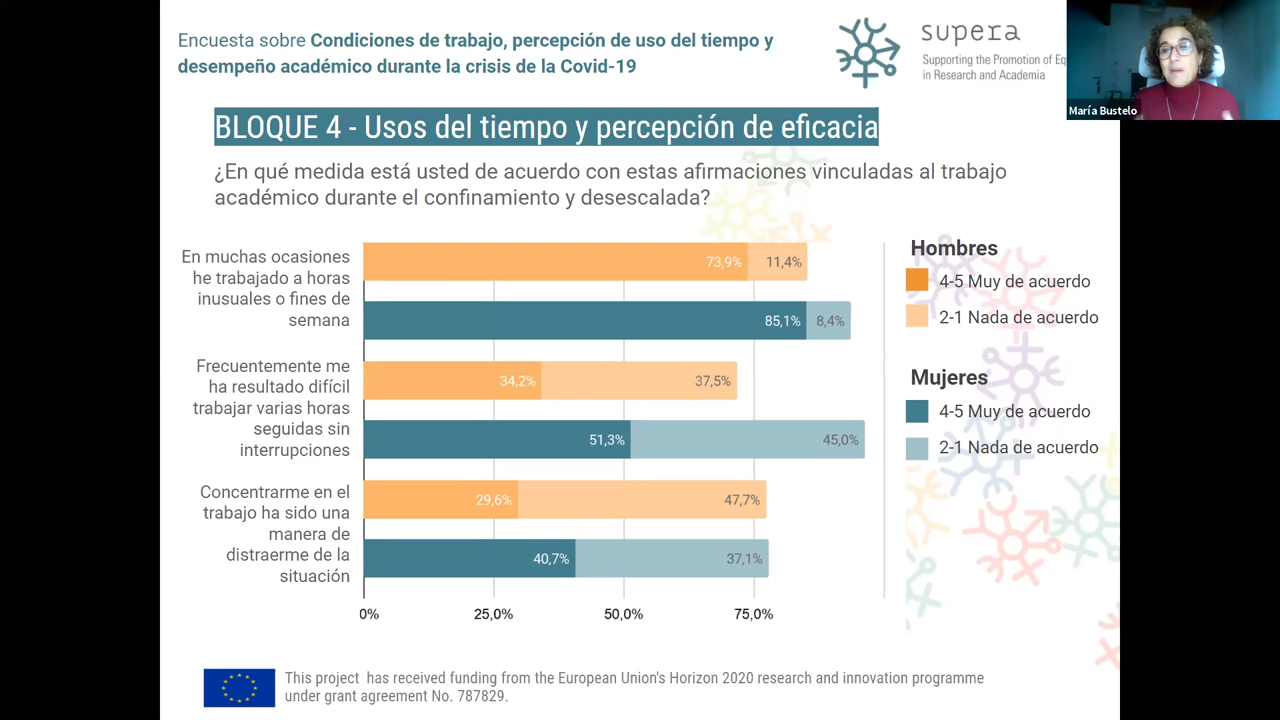 Encuesta sobre Condiciones de trabajo, percepción de uso del tiempo y
desempeño académico durante la crisis de la Covid-19
supera
Supporting the Promotion of Eq
in Research and Academia
María Bustelo
BLOQUE 4 - Usos del tiempo y percepción de eficacia
¿En qué medida está usted de acuerdo con estas afirmaciones vinculadas al trabajo
académico durante el confinamiento y desescalada?
En muchas ocasiones
he trabajado a horas
inusuales o fines de
semana
73,9%
11,4%
85,1%
8,4%
Frecuentemente me
ha resultado difícil
trabajar varias horas
seguidas sin
interrupciones
34,2%
37,5%
51,3%
45,0%
Concentrarme en el
trabajo ha sido una
manera de
distraerme de la
situación
29,6%
47,7%
40,7%
37,1%
0%
25,0%
50,0%
75,0%
Hombres
4-5 Muy de acuerdo
2-1 Nada de acuerdo
Mujeres
4-5 Muy de acuerdo
2-1 Nada de acuerdo
This project has received funding from the European Union's Horizon 2020 research and innovation programme
under grant agreement No. 787829.